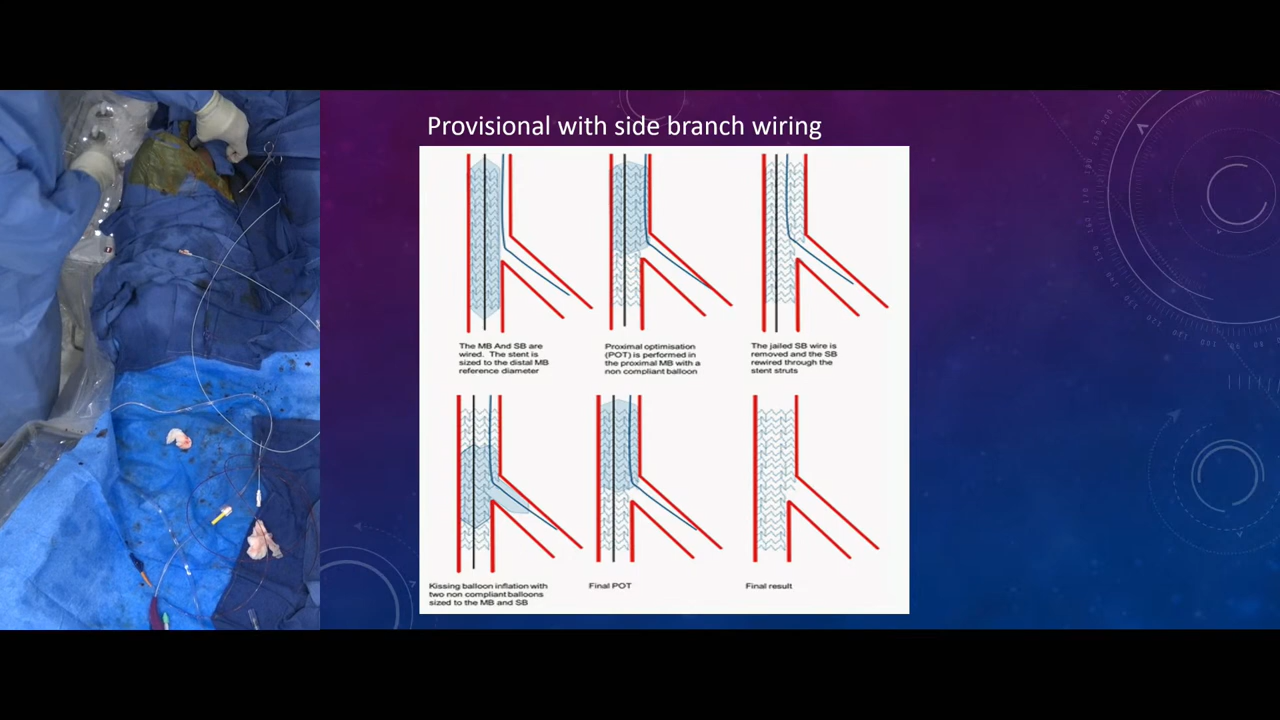 Provisional with side branch wiring
The MB And SB are
wired. The stent is
sized to the distal MB
reference diameter
Proximal optimisation
(POT) is performed in
the proximal MB with a
non compliant balloon
The jailed SB wire is
removed and the SB
rewired through the
stent struts
Kissing balloon inflation with
two non compliant balloons
sized to the MB and SB
Final POT
Final result